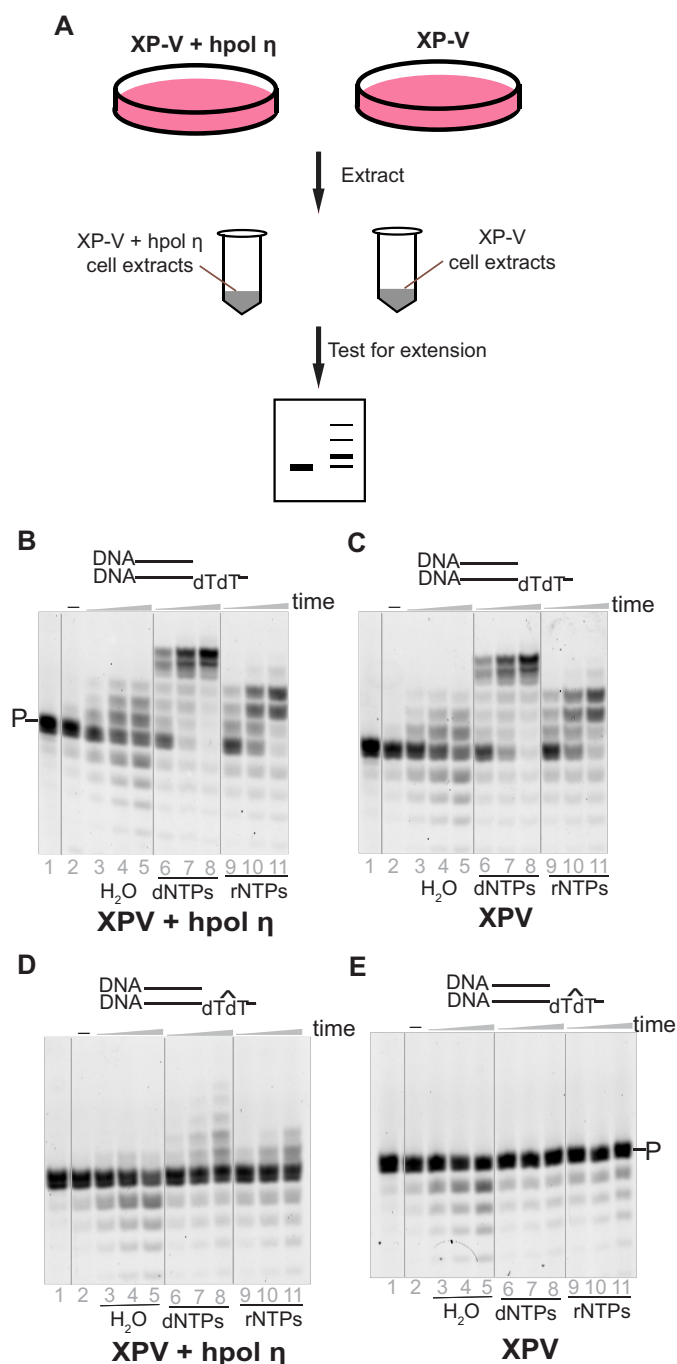 A
XP-V + hpol η
XP-V
Extract
XP-V + hpol η
cell extracts
XP-V
cell extracts
Test for extension
B
DNA
DNA
dTdT
–
time
P
1 2 3 4 5 6 7 8 9 10 11
H2O dNTPs rNTPs
XPV + hpol η
C
DNA
DNA
dTdT
–
time
1 2 3 4 5 6 7 8 9 10 11
H2O dNTPs rNTPs
XPV
D
DNA
DNA
dTdT
–
time
1 2 3 4 5 6 7 8 9 10 11
H2O dNTPs rNTPs
XPV + hpol η
E
DNA
DNA
dTdT
–
time
P
1 2 3 4 5 6 7 8 9 10 11
H2O dNTPs rNTPs
XPV